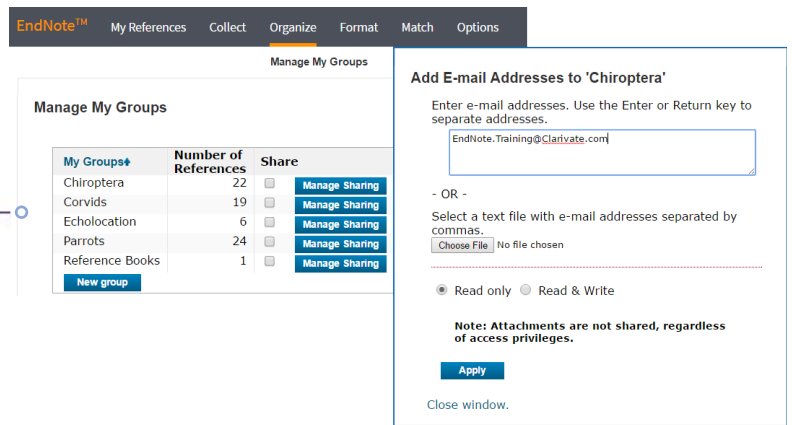 EndNote™ My References Collect Organize Format Match Options
Manage My Groups
Manage My Groups
My Groups Number of References Share
Chiroptera 22 Manage Sharing
Corvids 19 Manage Sharing
Echolocation 6 Manage Sharing
Parrots 24 Manage Sharing
Reference Books 1 Manage Sharing
New group
Add E-mail Addresses to 'Chiroptera'
Enter e-mail addresses. Use the Enter or Return key to
separate addresses.
EndNote.Training@Clarivate.com
- OR -
Select a text file with e-mail addresses separated by
commas.
Choose File No file chosen
Read only Read & Write
Note: Attachments are not shared, regardless
of access privileges.
Apply
Close window.